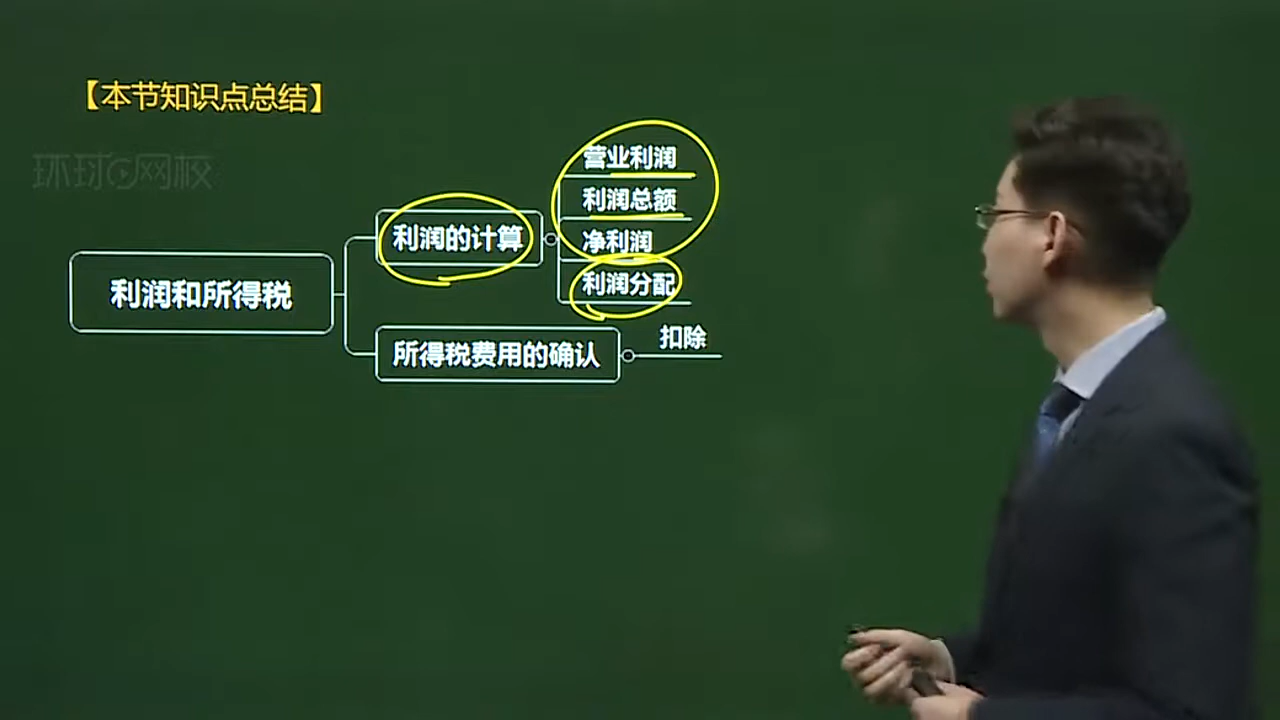 【本节知识点总结】
环球网校
营业利润
利润总额
利润的计算
净利润
利润分配
利润和所得税
扣除
所得税费用的确认